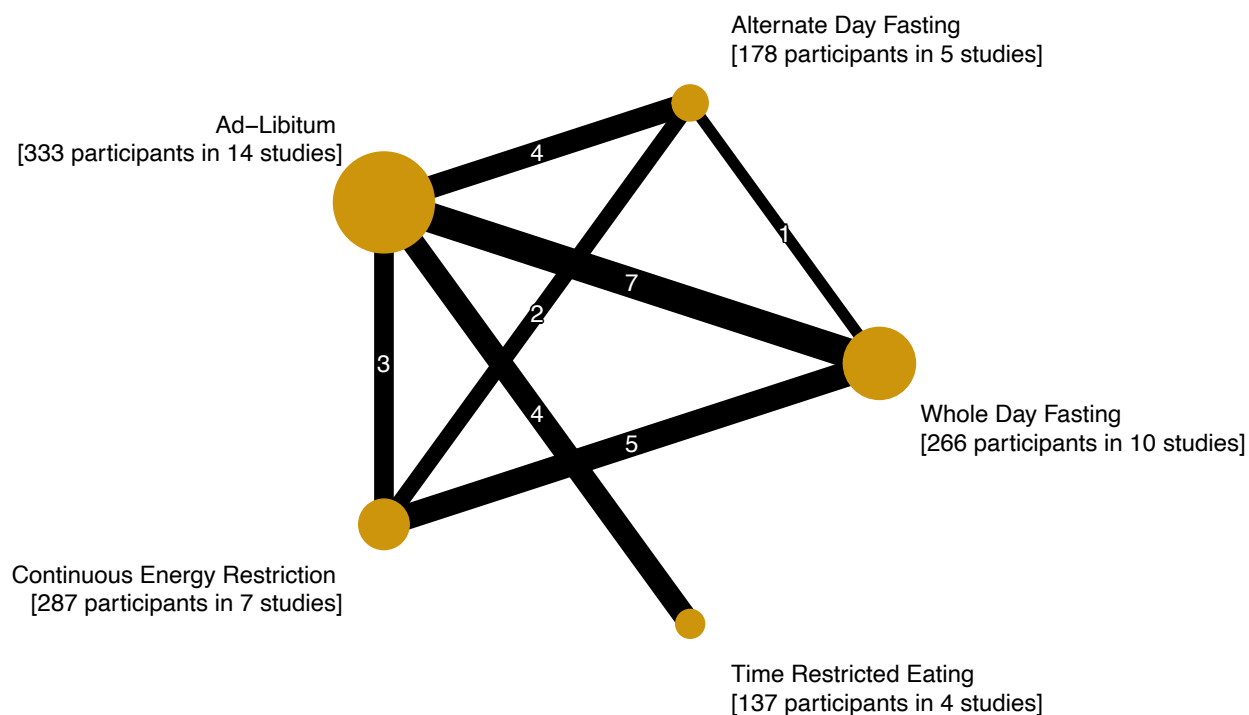 Alternate Day Fasting
[178 participants in 5 studies]
Ad−Libitum
[333 participants in 14 studies]
4
1
7
2
3
4
5
Whole Day Fasting
[266 participants in 10 studies]
Continuous Energy Restriction
[287 participants in 7 studies]
Time Restricted Eating
[137 participants in 4 studies]